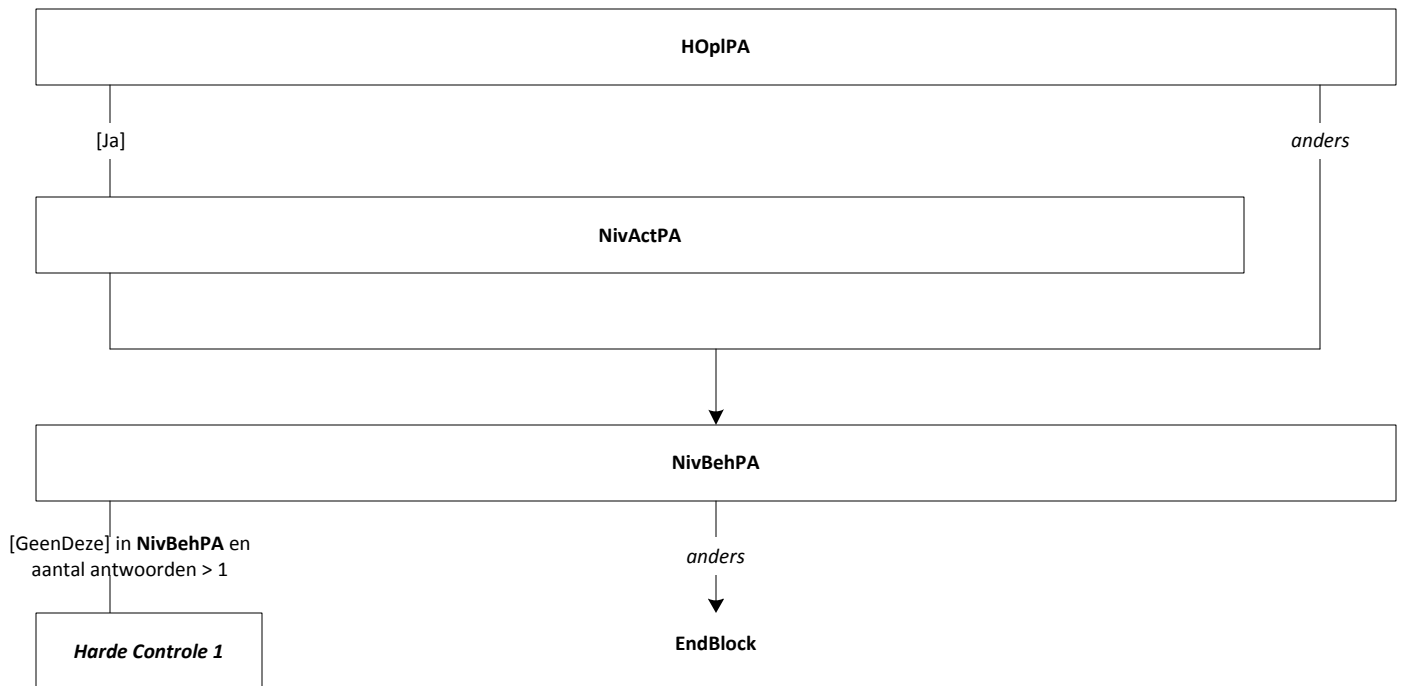 HOplPA
[Ja]
anders
NivActPA
NivBehPA
[GeenDeze] in NivBehPA en
aantal antwoorden > 1
anders
Harde Controle 1
EndBlock